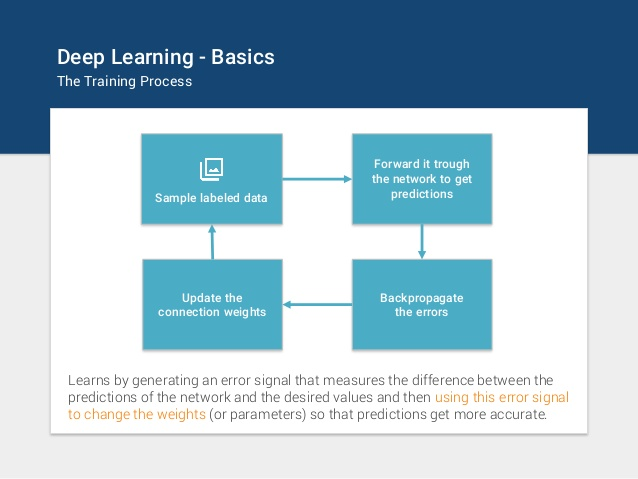 Deep Learning - Basics
The Training Process
Sample labeled data
Forward it trough
the network to get
predictions
Update the
connection weights
Backpropagate
the errors
Learns by generating an error signal that measures the difference between the
predictions of the network and the desired values and then using this error signal
to change the weights (or parameters) so that predictions get more accurate.